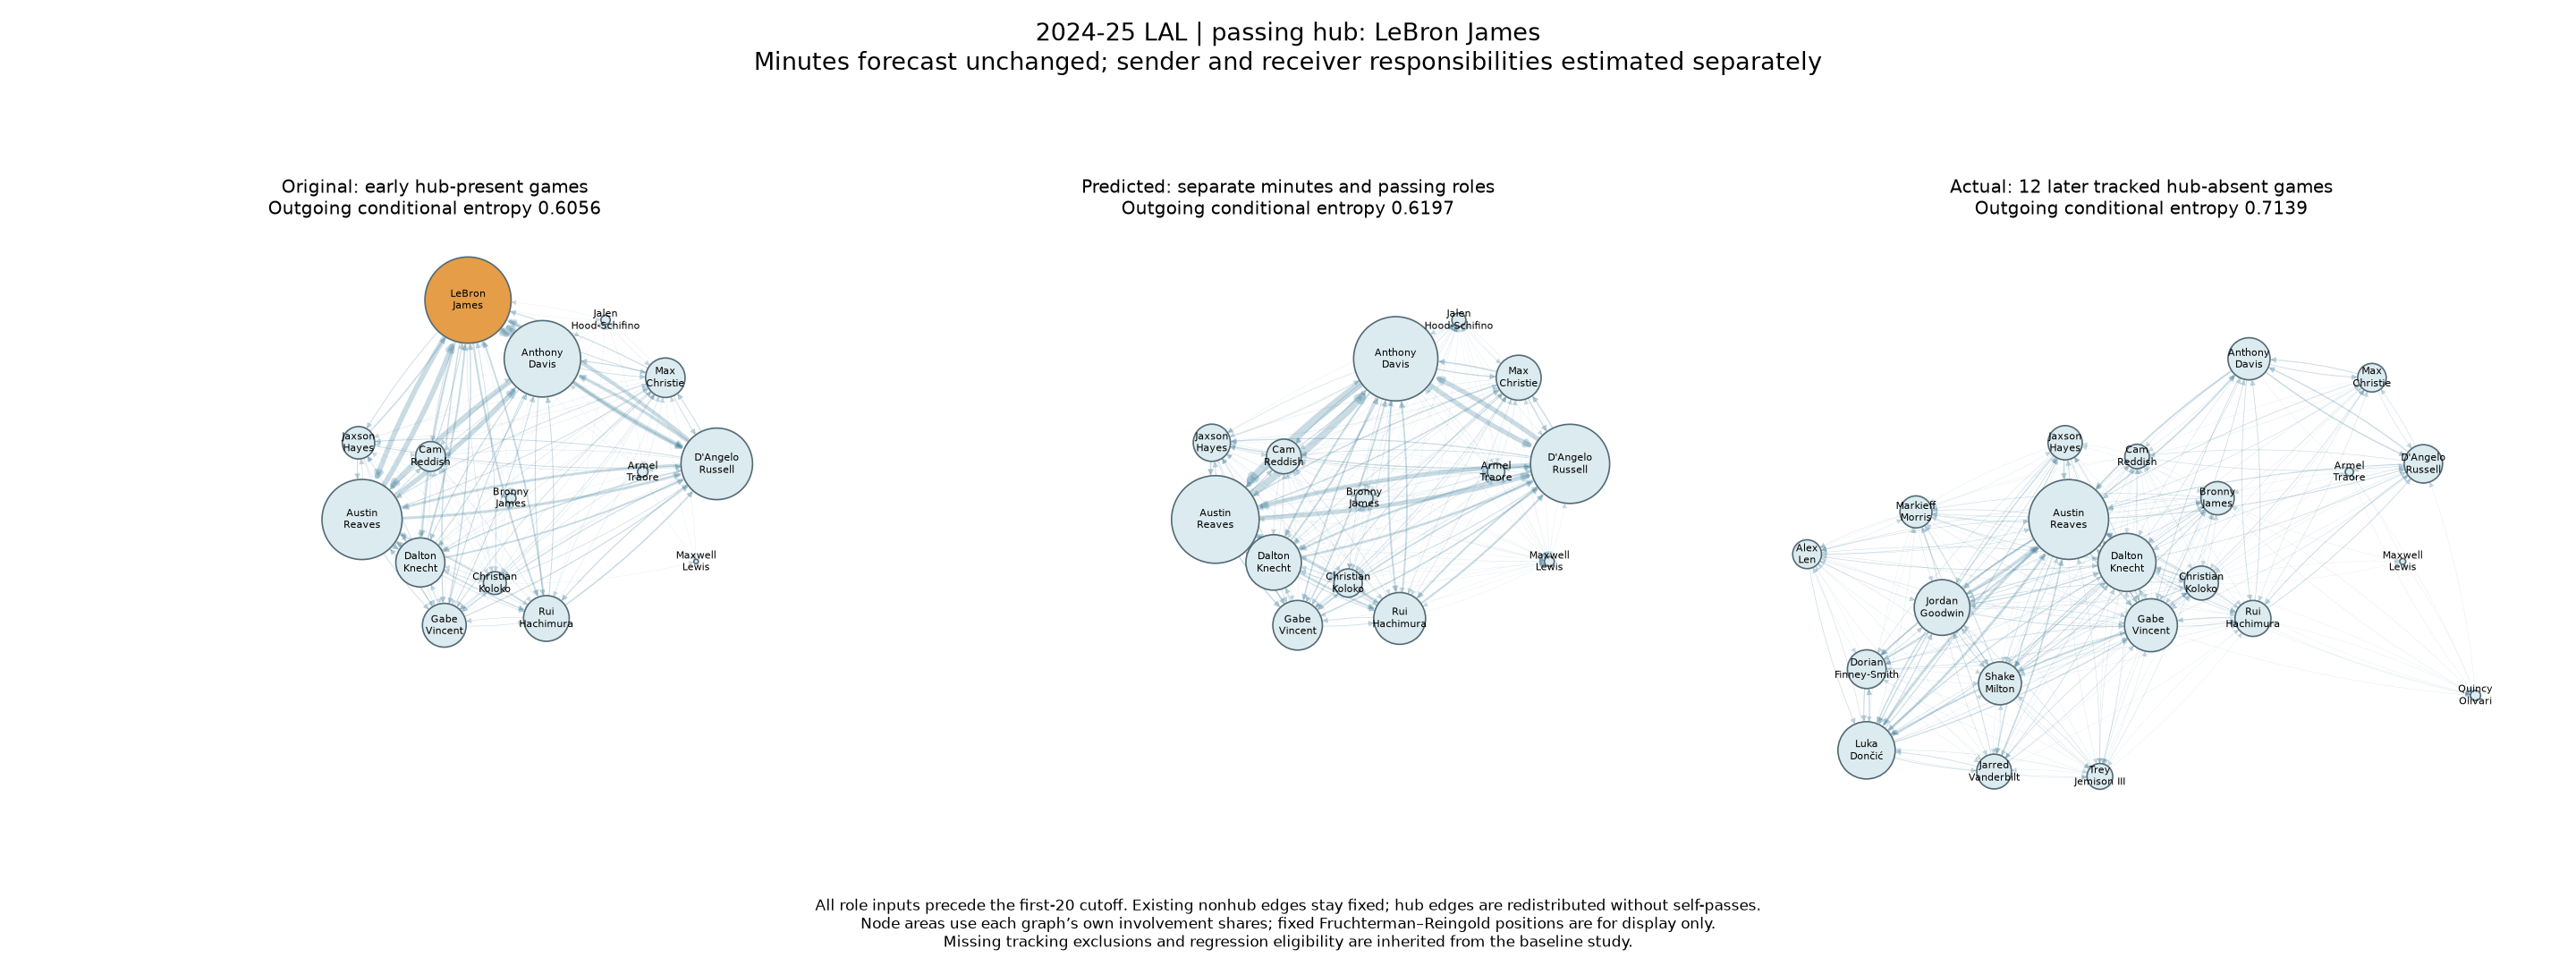 2024-25 LAL | passing hub: LeBron James
Minutes forecast unchanged; sender and receiver responsibilities estimated separately
Original: early hub-present games
Outgoing conditional entropy 0.6056
LeBron
James
Jalen
Hood-Schifino
Anthony
Davis
Max
Christie
Jaxson
Hayes
Cam
Reddish
D'Angelo
Russell
Armel
Traore
Bronny
James
Austin
Reaves
Dalton
Knecht
Maxwell
Lewis
Christian
Koloko
Gabe
Vincent
Rui
Hachimura
Predicted: separate minutes and passing roles
Outgoing conditional entropy 0.6197
Jalen
Hood-Schifino
Anthony
Davis
Max
Christie
Jaxson
Hayes
Cam
Reddish
D'Angelo
Russell
Armel
Traore
Bronny
James
Austin
Reaves
Dalton
Knecht
Maxwell
Lewis
Christian
Koloko
Gabe
Vincent
Rui
Hachimura
Actual: 12 later tracked hub-absent games
Outgoing conditional entropy 0.7139
Anthony
Davis
Max
Christie
Jaxson
Hayes
Cam
Reddish
D'Angelo
Russell
Armel
Traore
Bronny
James
Markieff
Morris
Austin
Reaves
Alex
Len
Dalton
Knecht
Maxwell
Lewis
Christian
Koloko
Jordan
Goodwin
Gabe
Vincent
Rui
Hachimura
Dorian
Finney-Smith
Shake
Milton
Quincy
Olivari
Luka
Dončić
Jarred
Vanderbilt
Trey
Jemison III
All role inputs precede the first-20 cutoff. Existing nonhub edges stay fixed; hub edges are redistributed without self-passes.
Node areas use each graph’s own involvement shares; fixed Fruchterman–Reingold positions are for display only.
Missing tracking exclusions and regression eligibility are inherited from the baseline study.